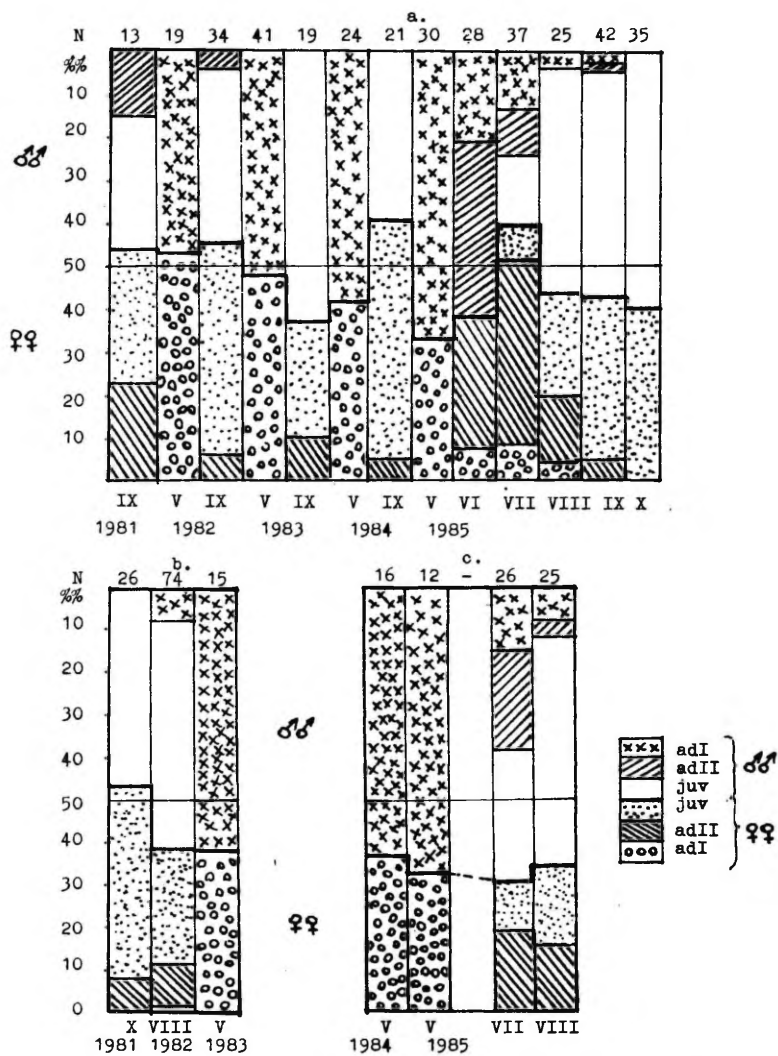 a.
N 13 19 34 41 19 24 21 30 28 37 25 42 35
%%
10
20
♂♂
30
40
50
40
♀♀
30
20
10
IX V IX V IX V IX V VI VII VIII IX X
1981 1982 1983 1984 1985
b. c.
N 26 74 15 16 12 - 26 25
%%
10
20
30
♂♂
40
50
40
30
♀♀
20
10
0
adI
adII ♂♂
juv
juv
adII ♀♀
adI
X VIII V V V VII VIII
1981 1982 1983 1984 1985